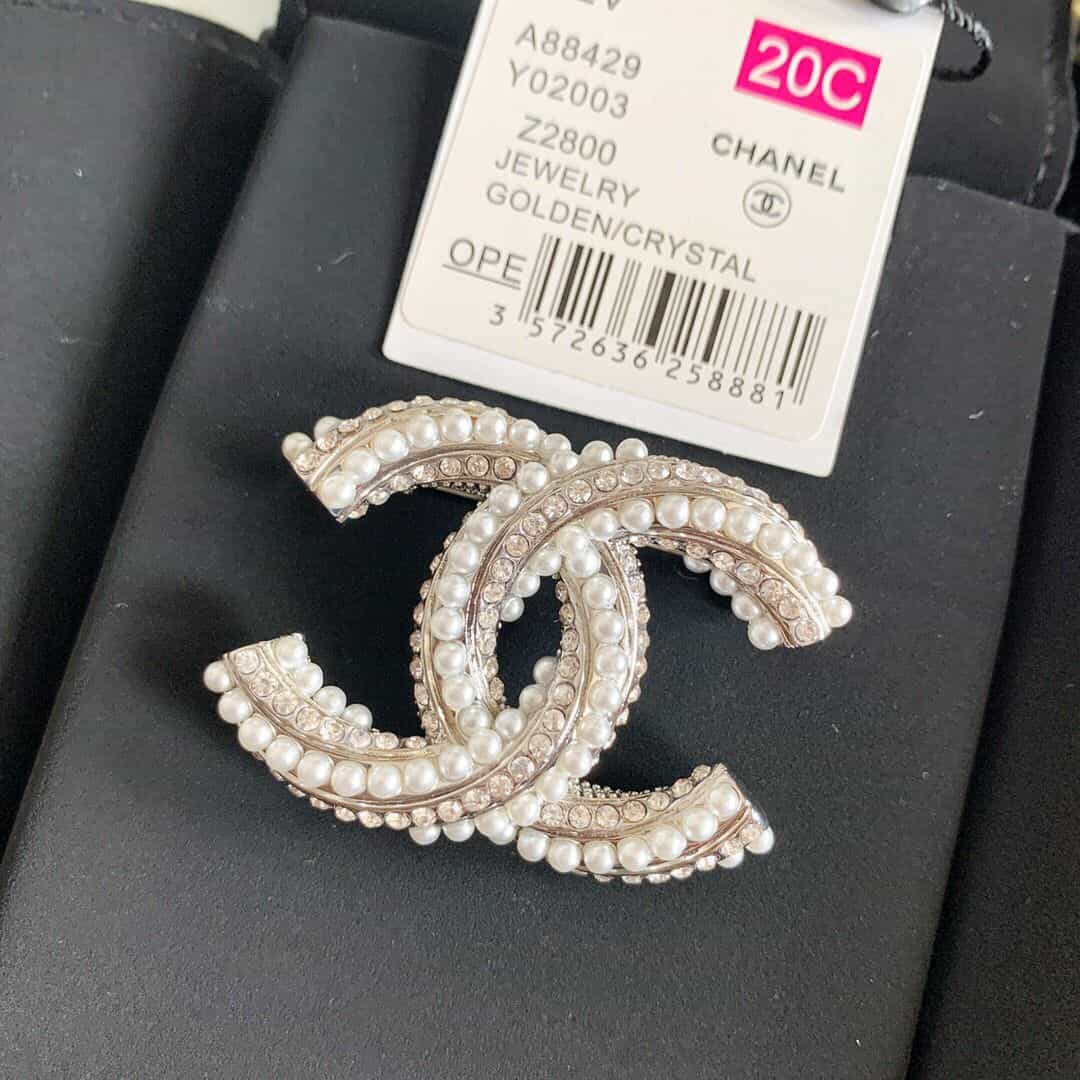 20C
A88429
Y02003
Z2800
CHANEL
JEWELRY
GOLDEN/CRYSTAL
OPE
3 572636 258881